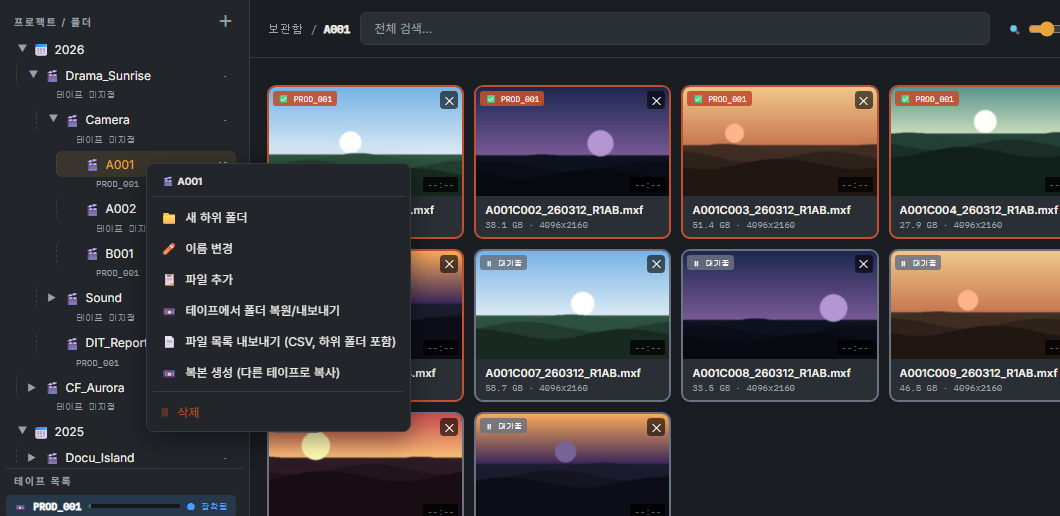 프로젝트 / 폴더
2026
Drama_Sunrise
테이프 미지정
Camera
테이프 미지정
A001
PROD_001
A002
테이프 미지
B001
PROD_001
Sound
테이프 미지정
DIT_Report
PROD_001
CF_Aurora
테이프 미지정
2025
Docu_Island
테이프 목록
PROD_001 장착됨
보관함 / A001 전체 검색...
A001
새 하위 폴더
이름 변경
파일 추가
테이프에서 폴더 복원/내보내기
파일 목록 내보내기 (CSV, 하위 폴더 포함)
복본 생성 (다른 테이프로 복사)
삭제
PROD_001 PROD_001 PROD_001 PROD_001
--:-- --:-- --:--
.mxf A001C002_260312_R1AB.mxf A001C003_260312_R1AB.mxf A001C004_260312_R1AB.mxf
38.1 GB · 4096x2160 51.4 GB · 4096x2160 27.9 GB · 4096x2160
대기중 대기중 대기중
--:-- --:-- --:--
.mxf A001C007_260312_R1AB.mxf A001C008_260312_R1AB.mxf A001C009_260312_R1AB.mxf
58.7 GB · 4096x2160 33.5 GB · 4096x2160 46.8 GB · 4096x2160
대기중
--:-- --:--